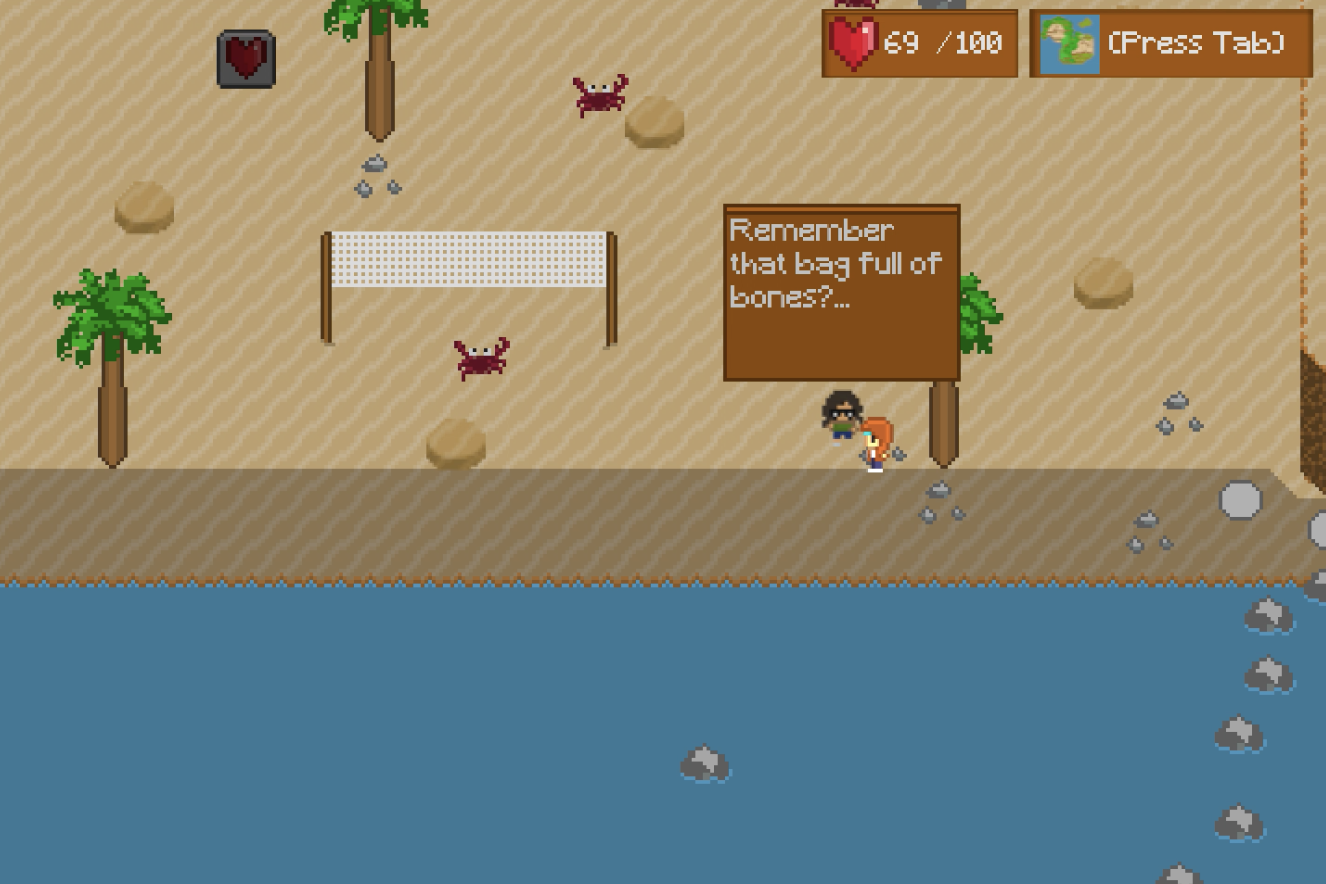 69 /100
(Press Tab)
Remember
that bag full of
bones?...